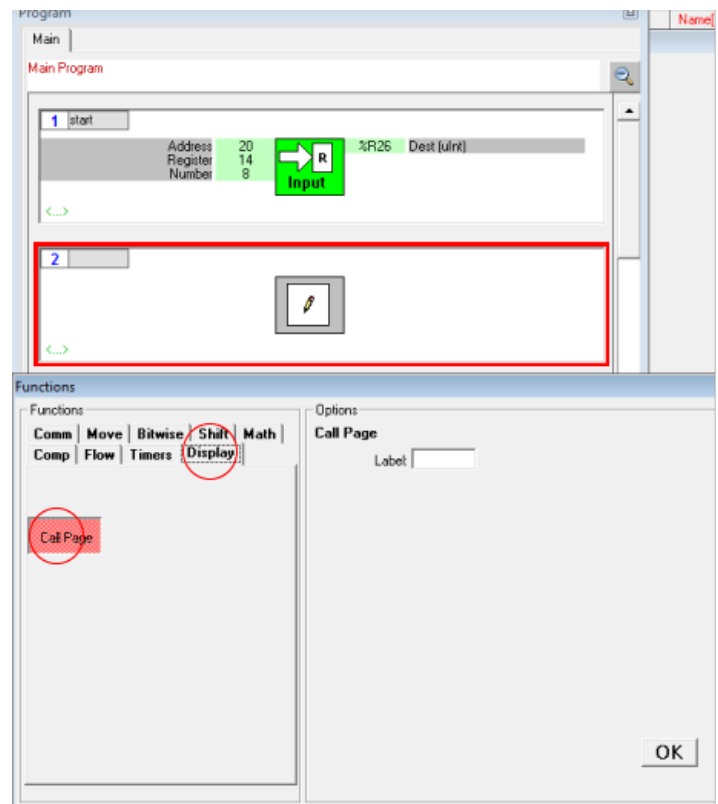 Program
Name[
Main
Main Program
1 start
Address 20 %R26 Dest (uInt)
Register 14 R
Number 8 Input
<...>
2
<...>
Functions
Functions
Comm Move Bitwise Shift Math
Comp Flow Timers Display
Call Page
Options
Call Page
Label:
OK